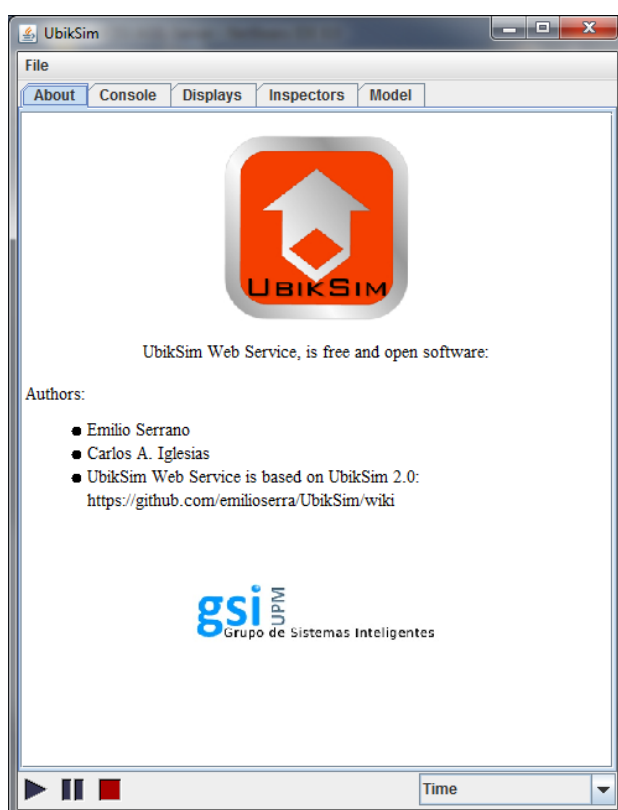 UbikSim
File
About Console Displays Inspectors Model
UBIKSIM
UbikSim Web Service, is free and open software:
Authors:
Emilio Serrano
Carlos A. Iglesias
UbikSim Web Service is based on UbikSim 2.0:
https://github.com/emilioserra/UbikSim/wiki
gsi UPM
Grupo de Sistemas Inteligentes
Time